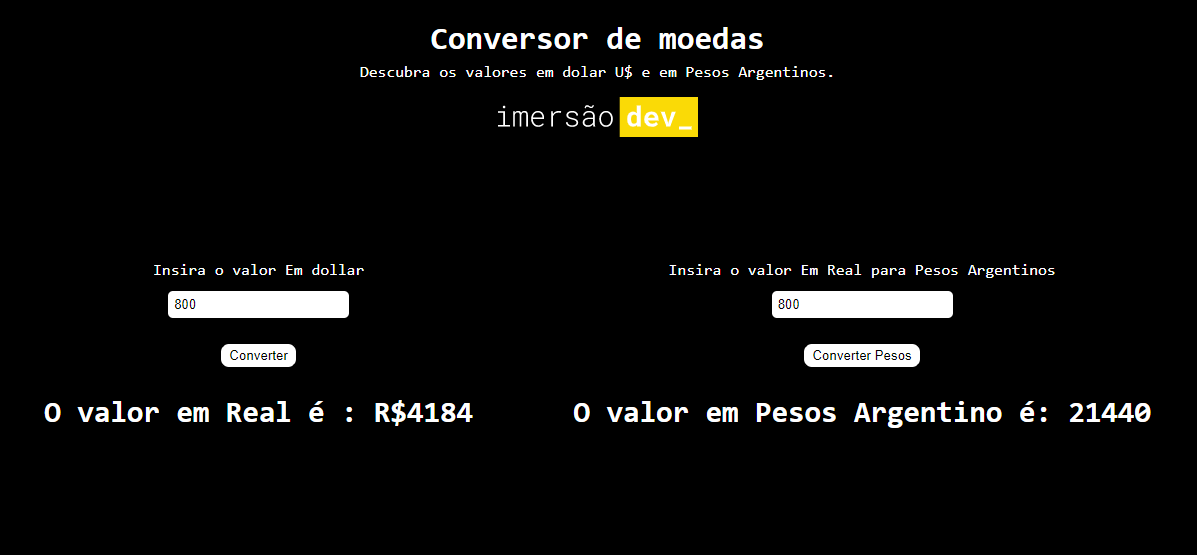 Conversor de moedas
Descubra os valores em dolar U$ e em Pesos Argentinos.
imersão dev_
Insira o valor Em dollar
800
Converter
O valor em Real é : R$4184
Insira o valor Em Real para Pesos Argentinos
800
Converter Pesos
O valor em Pesos Argentino é: 21440